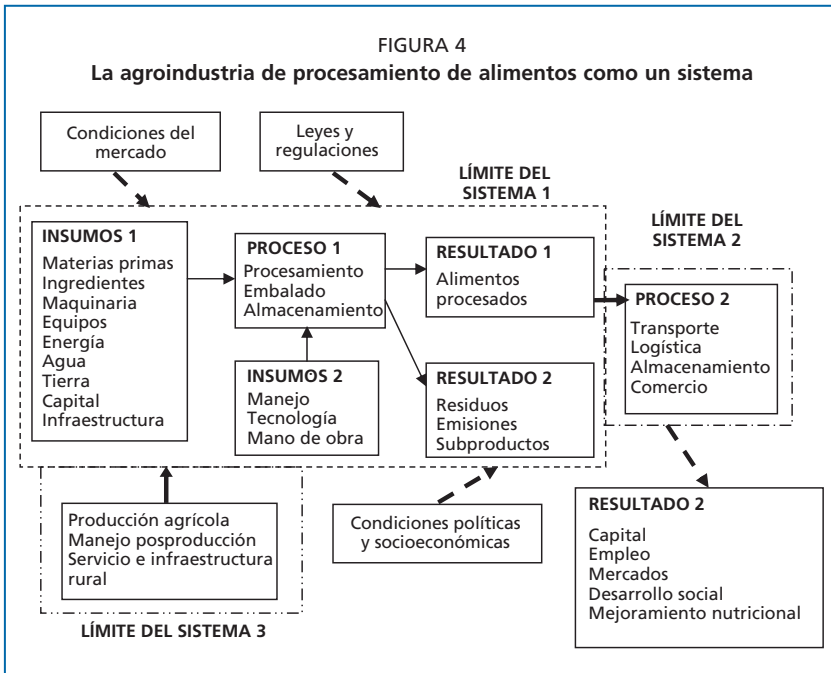 FIGURA 4
La agroindustria de procesamiento de alimentos como un sistema
Condiciones del
mercado
Leyes y
regulaciones
LÍMITE DEL
SISTEMA 1
INSUMOS 1
Materias primas
Ingredientes
Maquinaria
Equipos
Energía
Agua
Tierra
Capital
Infraestructura
PROCESO 1
Procesamiento
Embalado
Almacenamiento
INSUMOS 2
Manejo
Tecnología
Mano de obra
RESULTADO 1
Alimentos
procesados
RESULTADO 2
Residuos
Emisiones
Subproductos
LÍMITE DEL
SISTEMA 2
PROCESO 2
Transporte
Logística
Almacenamiento
Comercio
Producción agrícola
Manejo posproducción
Servicio e infraestructura
rural
LÍMITE DEL SISTEMA 3
Condiciones políticas
y socioeconómicas
RESULTADO 2
Capital
Empleo
Mercados
Desarrollo social
Mejoramiento nutricional